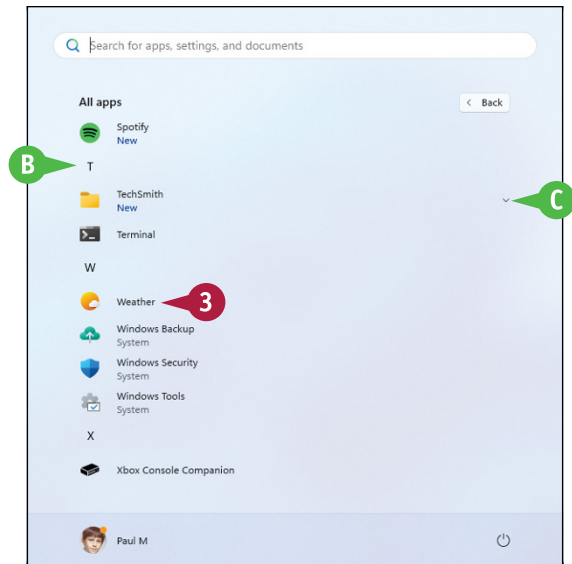 Search for apps, settings, and documents
All apps
< Back
Spotify
New
B
T
TechSmith
New
C
Terminal
W
Weather
3
Windows Backup
System
Windows Security
System
Windows Tools
System
X
Xbox Console Companion
Paul M